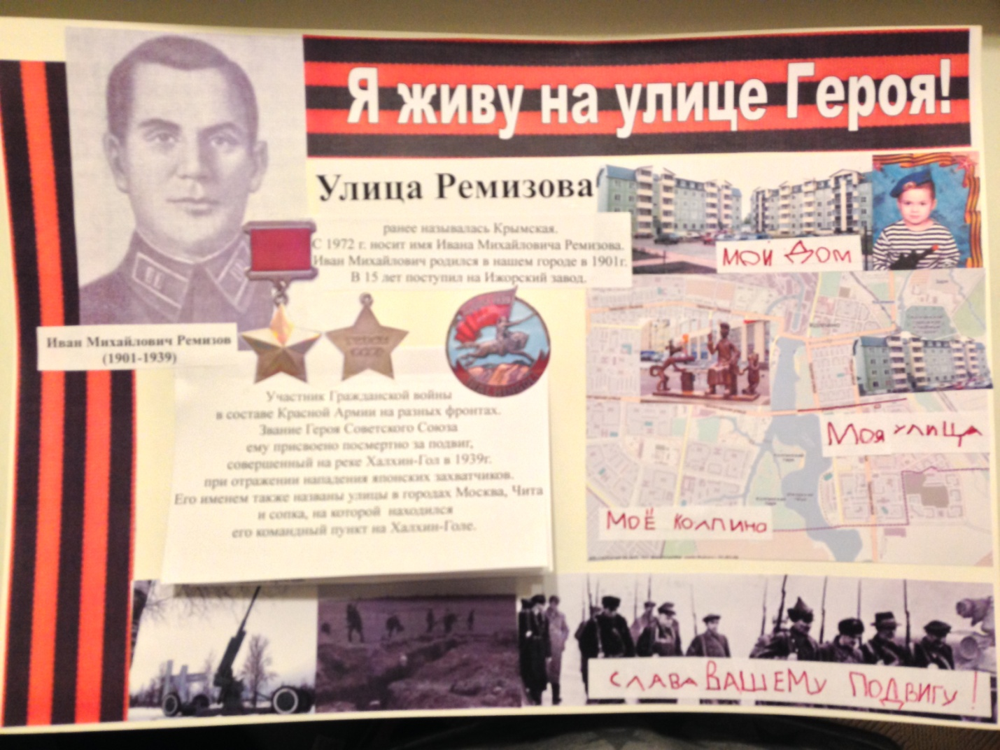 Я живу на улице Героя!
Улица Ремизова
ранее называлась Крымская.
С 1972 г. носит имя Ивана Михайловича Ремизова.
Иван Михайлович родился в нашем городе в 1901г.
В 15 лет поступил на Ижорский завод.
Иван Михайлович Ремизов
(1901-1939)
Участник Гражданской войны
в составе Красной Армии на разных фронтах.
Звание Героя Советского Союза
ему присвоено посмертно за подвиг,
совершенный на реке Халхин-Гол в 1939г.
при отражении нападения японских захватчиков.
Его именем также названы улицы в городах Москва, Чита
и сопка, на которой находился
его командный пункт на Халхин-Голе.
МОЙ ДОМ
МОЯ УЛИЦА
МОЁ КОЛПИНО
СЛАВА ВАШЕМУ ПОДВИГУ!